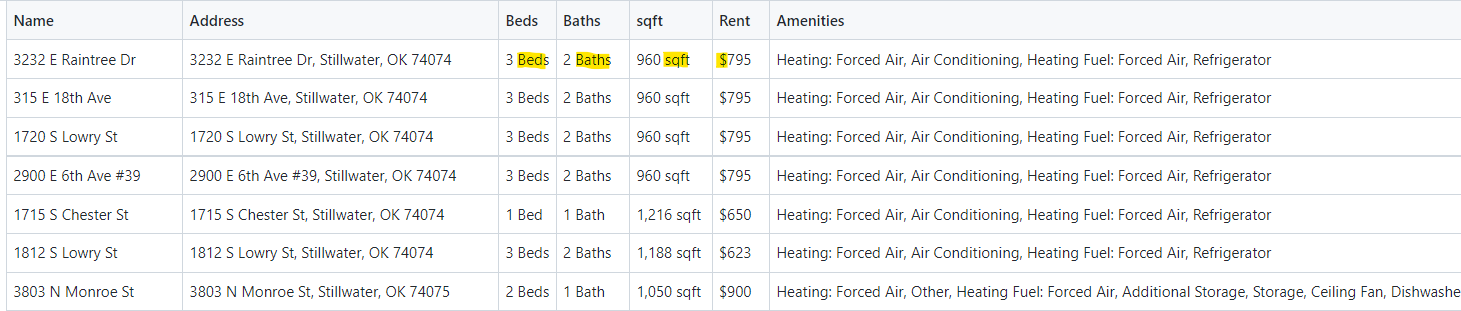 Name Address Beds Baths sqft Rent Amenities
3232 E Raintree Dr 3232 E Raintree Dr, Stillwater, OK 74074 3 Beds 2 Baths 960 sqft $795 Heating: Forced Air, Air Conditioning, Heating Fuel: Forced Air, Refrigerator
315 E 18th Ave 315 E 18th Ave, Stillwater, OK 74074 3 Beds 2 Baths 960 sqft $795 Heating: Forced Air, Air Conditioning, Heating Fuel: Forced Air, Refrigerator
1720 S Lowry St 1720 S Lowry St, Stillwater, OK 74074 3 Beds 2 Baths 960 sqft $795 Heating: Forced Air, Air Conditioning, Heating Fuel: Forced Air, Refrigerator
2900 E 6th Ave #39 2900 E 6th Ave #39, Stillwater, OK 74074 3 Beds 2 Baths 960 sqft $795 Heating: Forced Air, Air Conditioning, Heating Fuel: Forced Air, Refrigerator
1715 S Chester St 1715 S Chester St, Stillwater, OK 74074 1 Bed 1 Bath 1,216 sqft $650 Heating: Forced Air, Air Conditioning, Heating Fuel: Forced Air, Refrigerator
1812 S Lowry St 1812 S Lowry St, Stillwater, OK 74074 3 Beds 2 Baths 1,188 sqft $623 Heating: Forced Air, Air Conditioning, Heating Fuel: Forced Air, Refrigerator
3803 N Monroe St 3803 N Monroe St, Stillwater, OK 74075 2 Beds 1 Bath 1,050 sqft $900 Heating: Forced Air, Other, Heating Fuel: Forced Air, Additional Storage, Storage, Ceiling Fan, Dishwashe